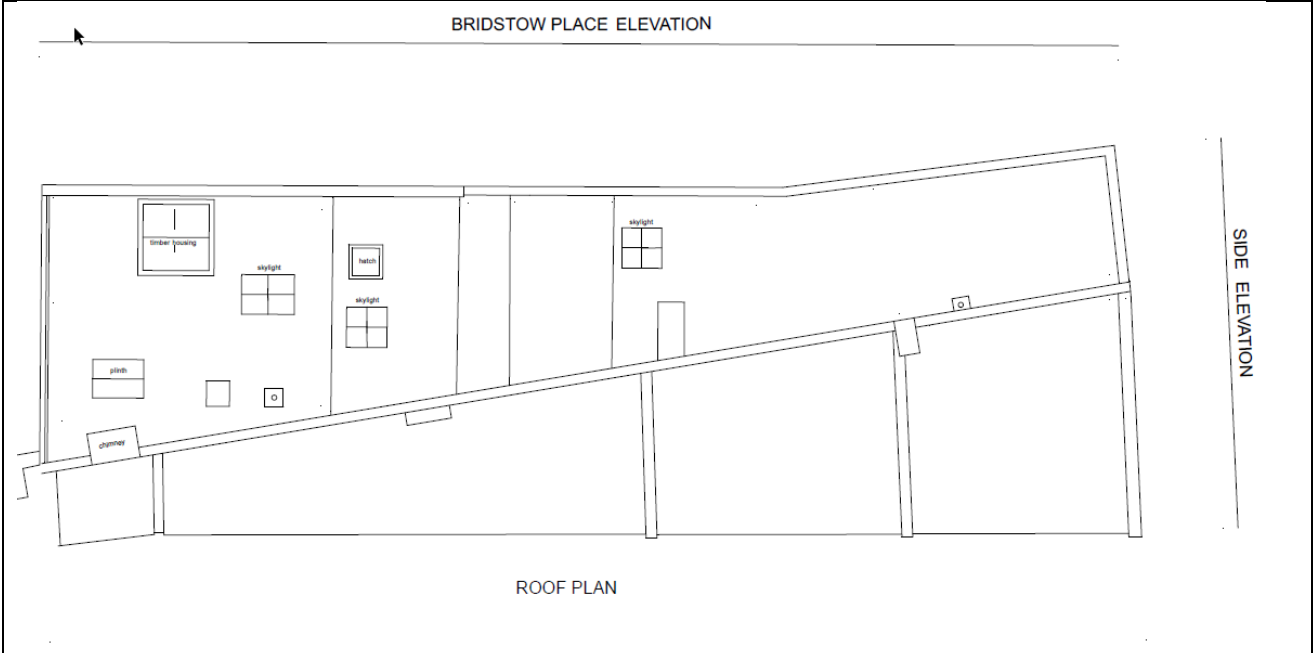 BRIDSTOW PLACE ELEVATION
timber housing
skylight
hatch
skylight
skylight
plinth
chimney
SIDE ELEVATION
ROOF PLAN